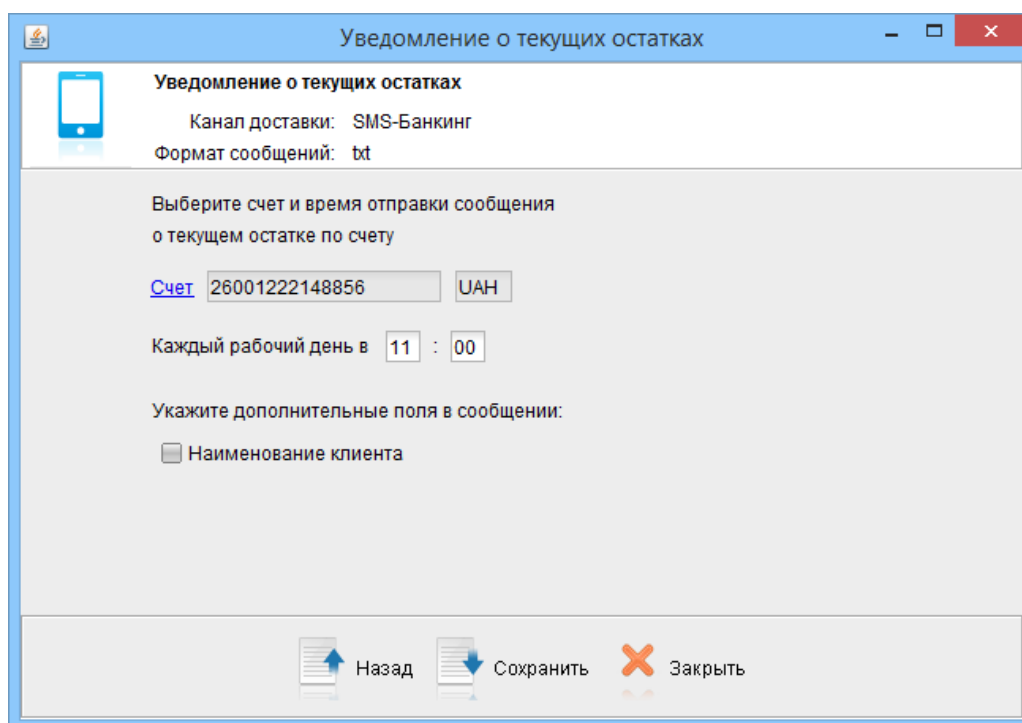 Уведомление о текущих остатках
Уведомление о текущих остатках
Канал доставки: SMS-Банкинг
Формат сообщений: txt
Выберите счет и время отправки сообщения
о текущем остатке по счету
Счет 26001222148856 UAH
Каждый рабочий день в 11 : 00
Укажите дополнительные поля в сообщении:
Наименование клиента
Назад Сохранить Закрыть